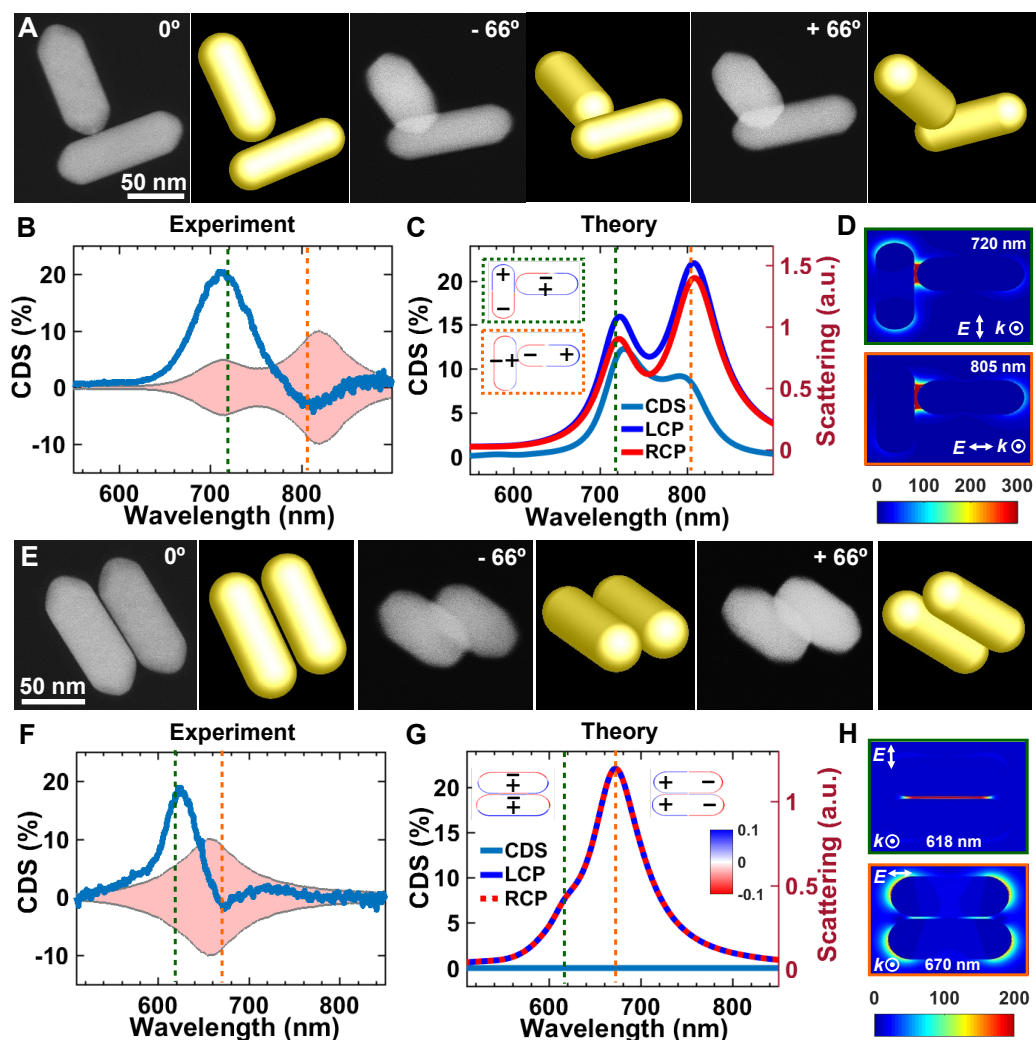 A
0º
- 66º
+ 66º
50 nm
B
Experiment
CDS (%)
20
10
0
-10
600
700
800
Wavelength (nm)
C
Theory
CDS (%)
20
15
10
5
0
+
-
-
+
- +
-
+
CDS
LCP
RCP
600
700
800
Wavelength (nm)
1.5
1
0.5
0
Scattering (a.u.)
D
720 nm
E k
805 nm
E k
0 100 200 300
E
0º
- 66º
+ 66º
50 nm
F
Experiment
CDS (%)
20
10
0
-10
600
700
800
Wavelength (nm)
G
Theory
CDS (%)
20
15
10
5
0
-
+
-
+
+ -
+ -
CDS
LCP
RCP
0.1
0
-0.1
600
700
800
Wavelength (nm)
1
0.5
0
Scattering (a.u.)
H
E
k
618 nm
E
k
670 nm
0 100 200